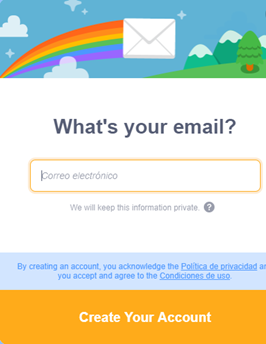 What's your email?
Correo electrónico
We will keep this information private. ?
By creating an account, you acknowledge the Política de privacidad
you accept and agree to the Condiciones de uso.
Create Your Account